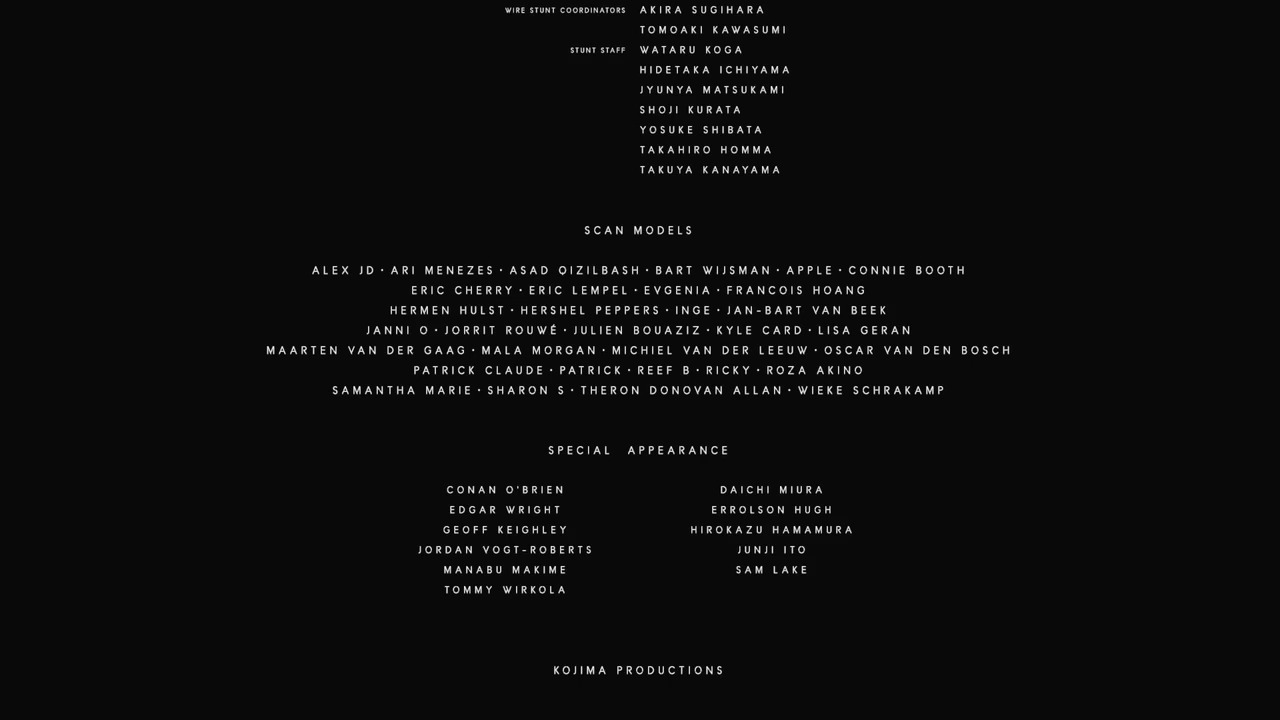 WIRE STUNT COORDINATORS AKIRA SUGIHARA
TOMOAKI KAWASUMI
STUNT STAFF WATARU KOGA
HIDETAKA ICHIYAMA
JYUNYA MATSUKAMI
SHOJI KURATA
YOSUKE SHIBATA
TAKAHIRO HOMMA
TAKUYA KANAYAMA
SCAN MODELS
ALEX JD · ARI MENEZES · ASAD QIZILBASH · BART WIJSMAN · APPLE · CONNIE BOOTH
ERIC CHERRY · ERIC LEMPEL · EVGENIA · FRANCOIS HOANG
HERMEN HULST · HERSHEL PEPPERS · INGE · JAN-BART VAN BEEK
JANNI O · JORRIT ROUWÉ · JULIEN BOUAZIZ · KYLE CARD · LISA GERAN
MAARTEN VAN DER GAAG · MALA MORGAN · MICHIEL VAN DER LEEUW · OSCAR VAN DEN BOSCH
PATRICK CLAUDE · PATRICK · REEF B · RICKY · ROZA AKINO
SAMANTHA MARIE · SHARON S · THERON DONOVAN ALLAN · WIEKE SCHRAKAMP
SPECIAL APPEARANCE
CONAN O'BRIEN DAICHI MIURA
EDGAR WRIGHT ERROLSON HUGH
GEOFF KEIGHLEY HIROKAZU HAMAMURA
JORDAN VOGT-ROBERTS JUNJI ITO
MANABU MAKIME SAM LAKE
TOMMY WIRKOLA
KOJIMA PRODUCTIONS